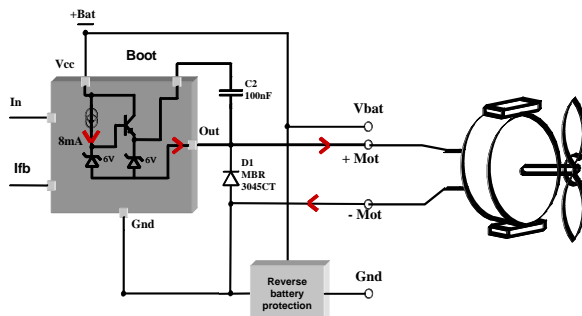 +Bat
Vcc
Boot
C2
100nF
In
8mA
6V
6V
Out
Vbat
+ Mot
D1
MBR
3045CT
Ifb
- Mot
Gnd
Reverse
battery
protection
Gnd